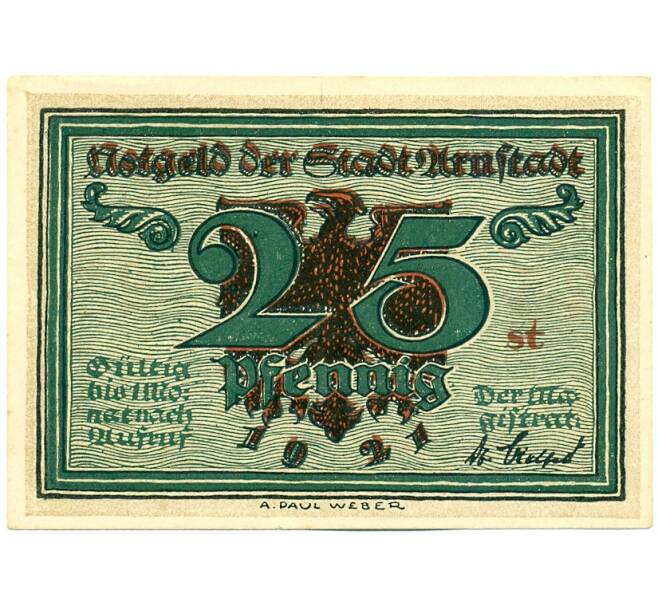 Notgeld der Stadt Arnstadt
25
st
Pfennig
Gültig
bis 1 Mo:
nat nach
Aufruf
Der Ma
gistrat.
1921
A. PAUL WEBER